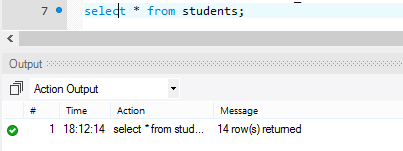 7 select * from students;
Output
Action Output
# Time Action Message
1 18:12:14 select * from stud... 14 row(s) returned